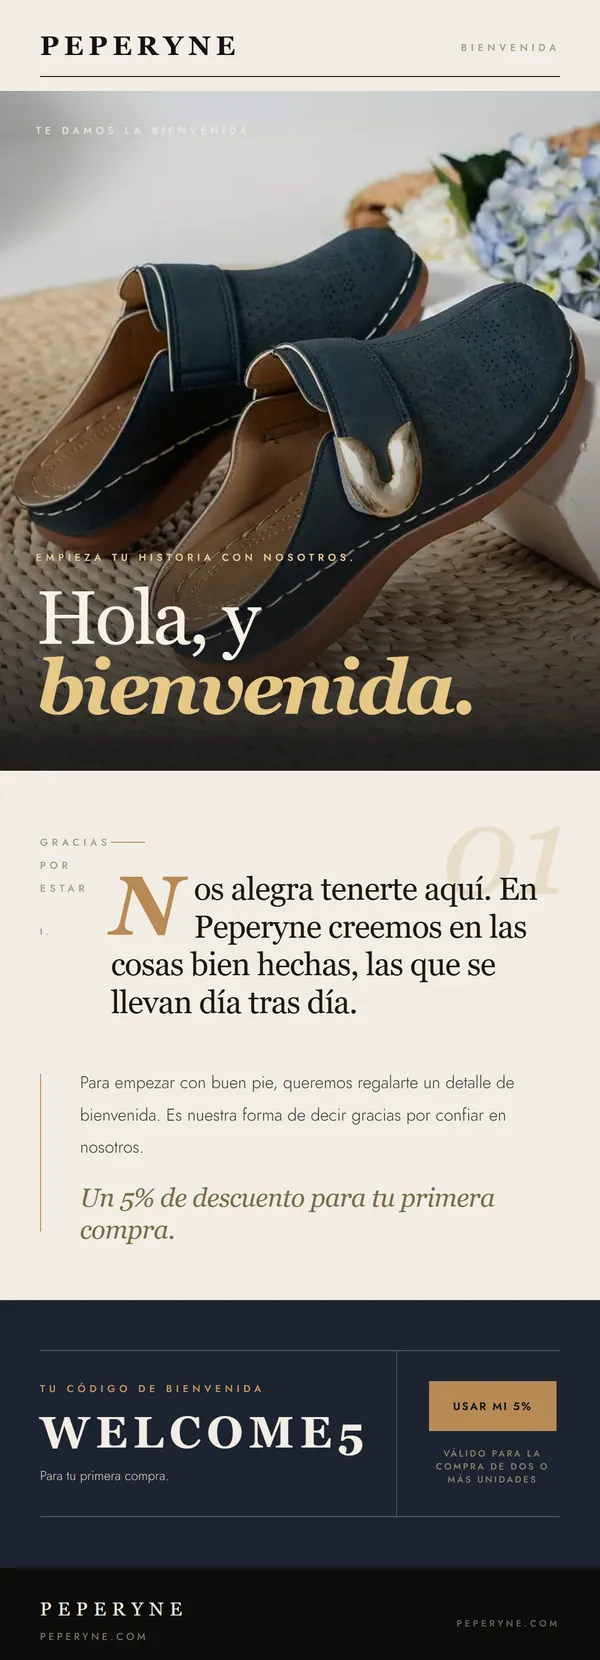 PEPERYNE
BIENVENIDA
TE DAMOS LA BIENVENIDA
EMPIEZA TU HISTORIA CON NOSOTROS.
Hola, y
bienvenida.
GRACIAS
POR
ESTAR
I.
01
Nos alegra tenerte aquí. En
Peperyne creemos en las
cosas bien hechas, las que se
llevan día tras día.
Para empezar con buen pie, queremos regalarte un detalle de
bienvenida. Es nuestra forma de decir gracias por confiar en
nosotros.
Un 5% de descuento para tu primera
compra.
TU CÓDIGO DE BIENVENIDA
WELCOME5
Para tu primera compra.
USAR MI 5%
VÁLIDO PARA LA
COMPRA DE DOS O
MÁS UNIDADES
PEPERYNE
PEPERYNE.COM
PEPERYNE.COM